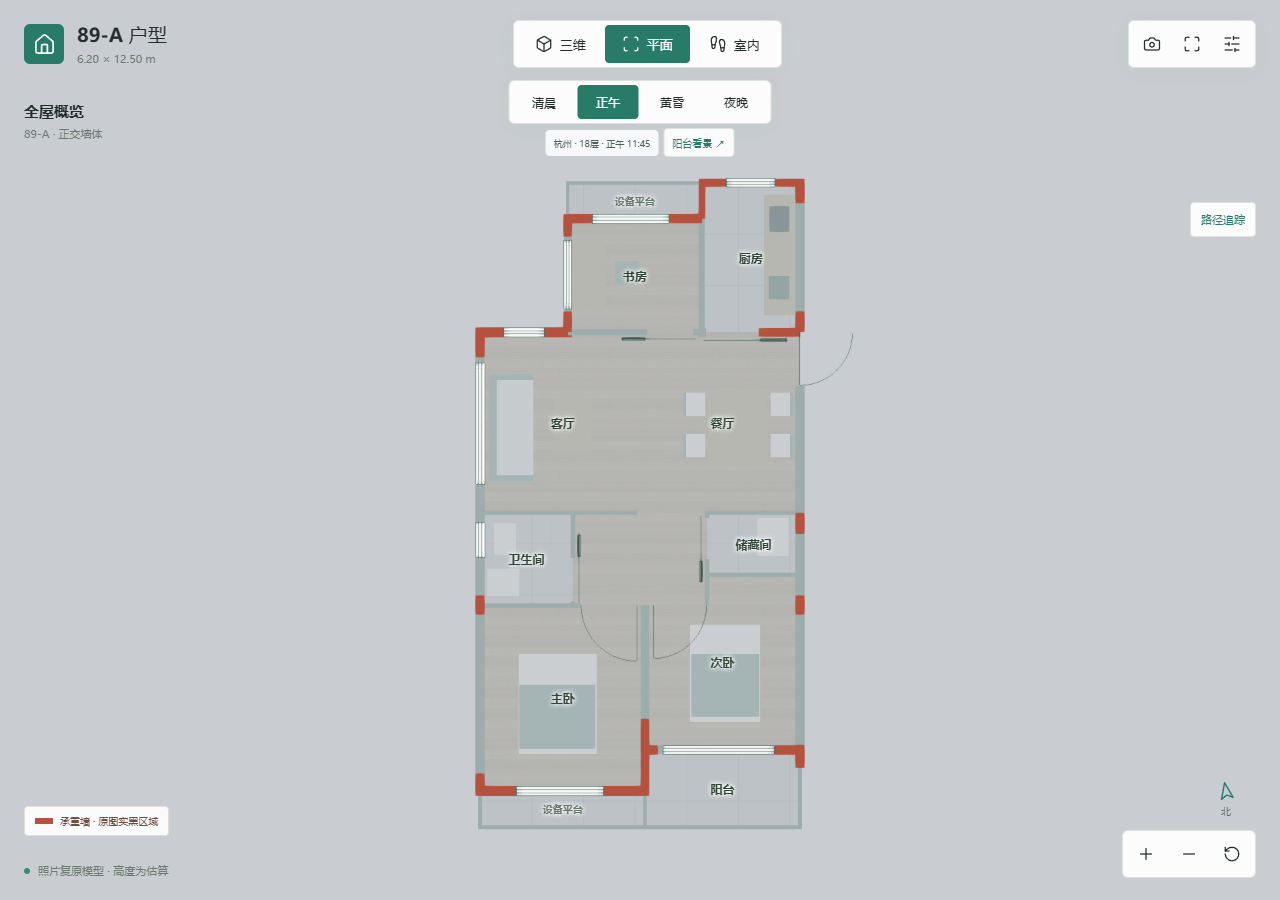 89-A 户型
6.20 × 12.50 m
三维
平面
室内
清晨
正午
黄昏
夜晚
全屋概览
89-A · 正交墙体
杭州 · 18层 · 正午 11:45
阳台看景 ↗
设备平台
路径追踪
厨房
书房
客厅
餐厅
卫生间
储藏间
次卧
主卧
阳台
设备平台
北
承重墙 · 原图实黑区域
照片复原模型 · 高度为估算